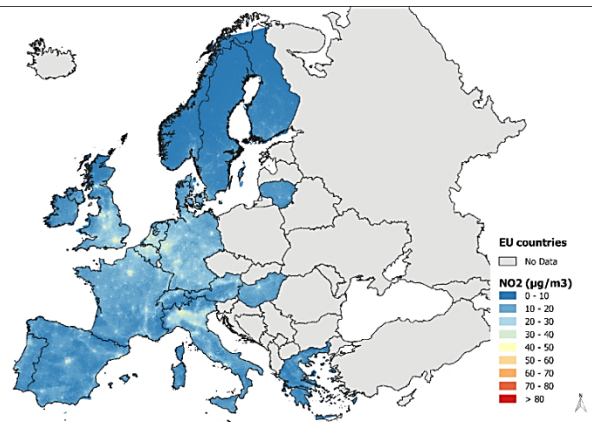 EU countries
No Data
NO2 (µg/m3)
0 - 10
10 - 20
20 - 30
30 - 40
40 - 50
50 - 60
60 - 70
70 - 80
> 80